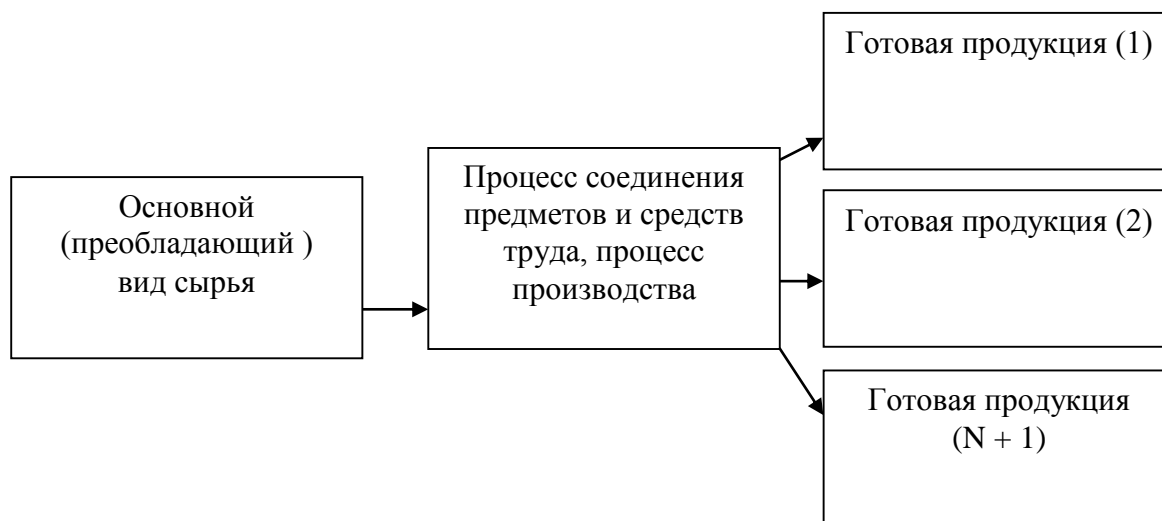 Основной
(преобладающий )
вид сырья
Процесс соединения
предметов и средств
труда, процесс
производства
Готовая продукция (1)
Готовая продукция (2)
Готовая продукция
(N + 1)